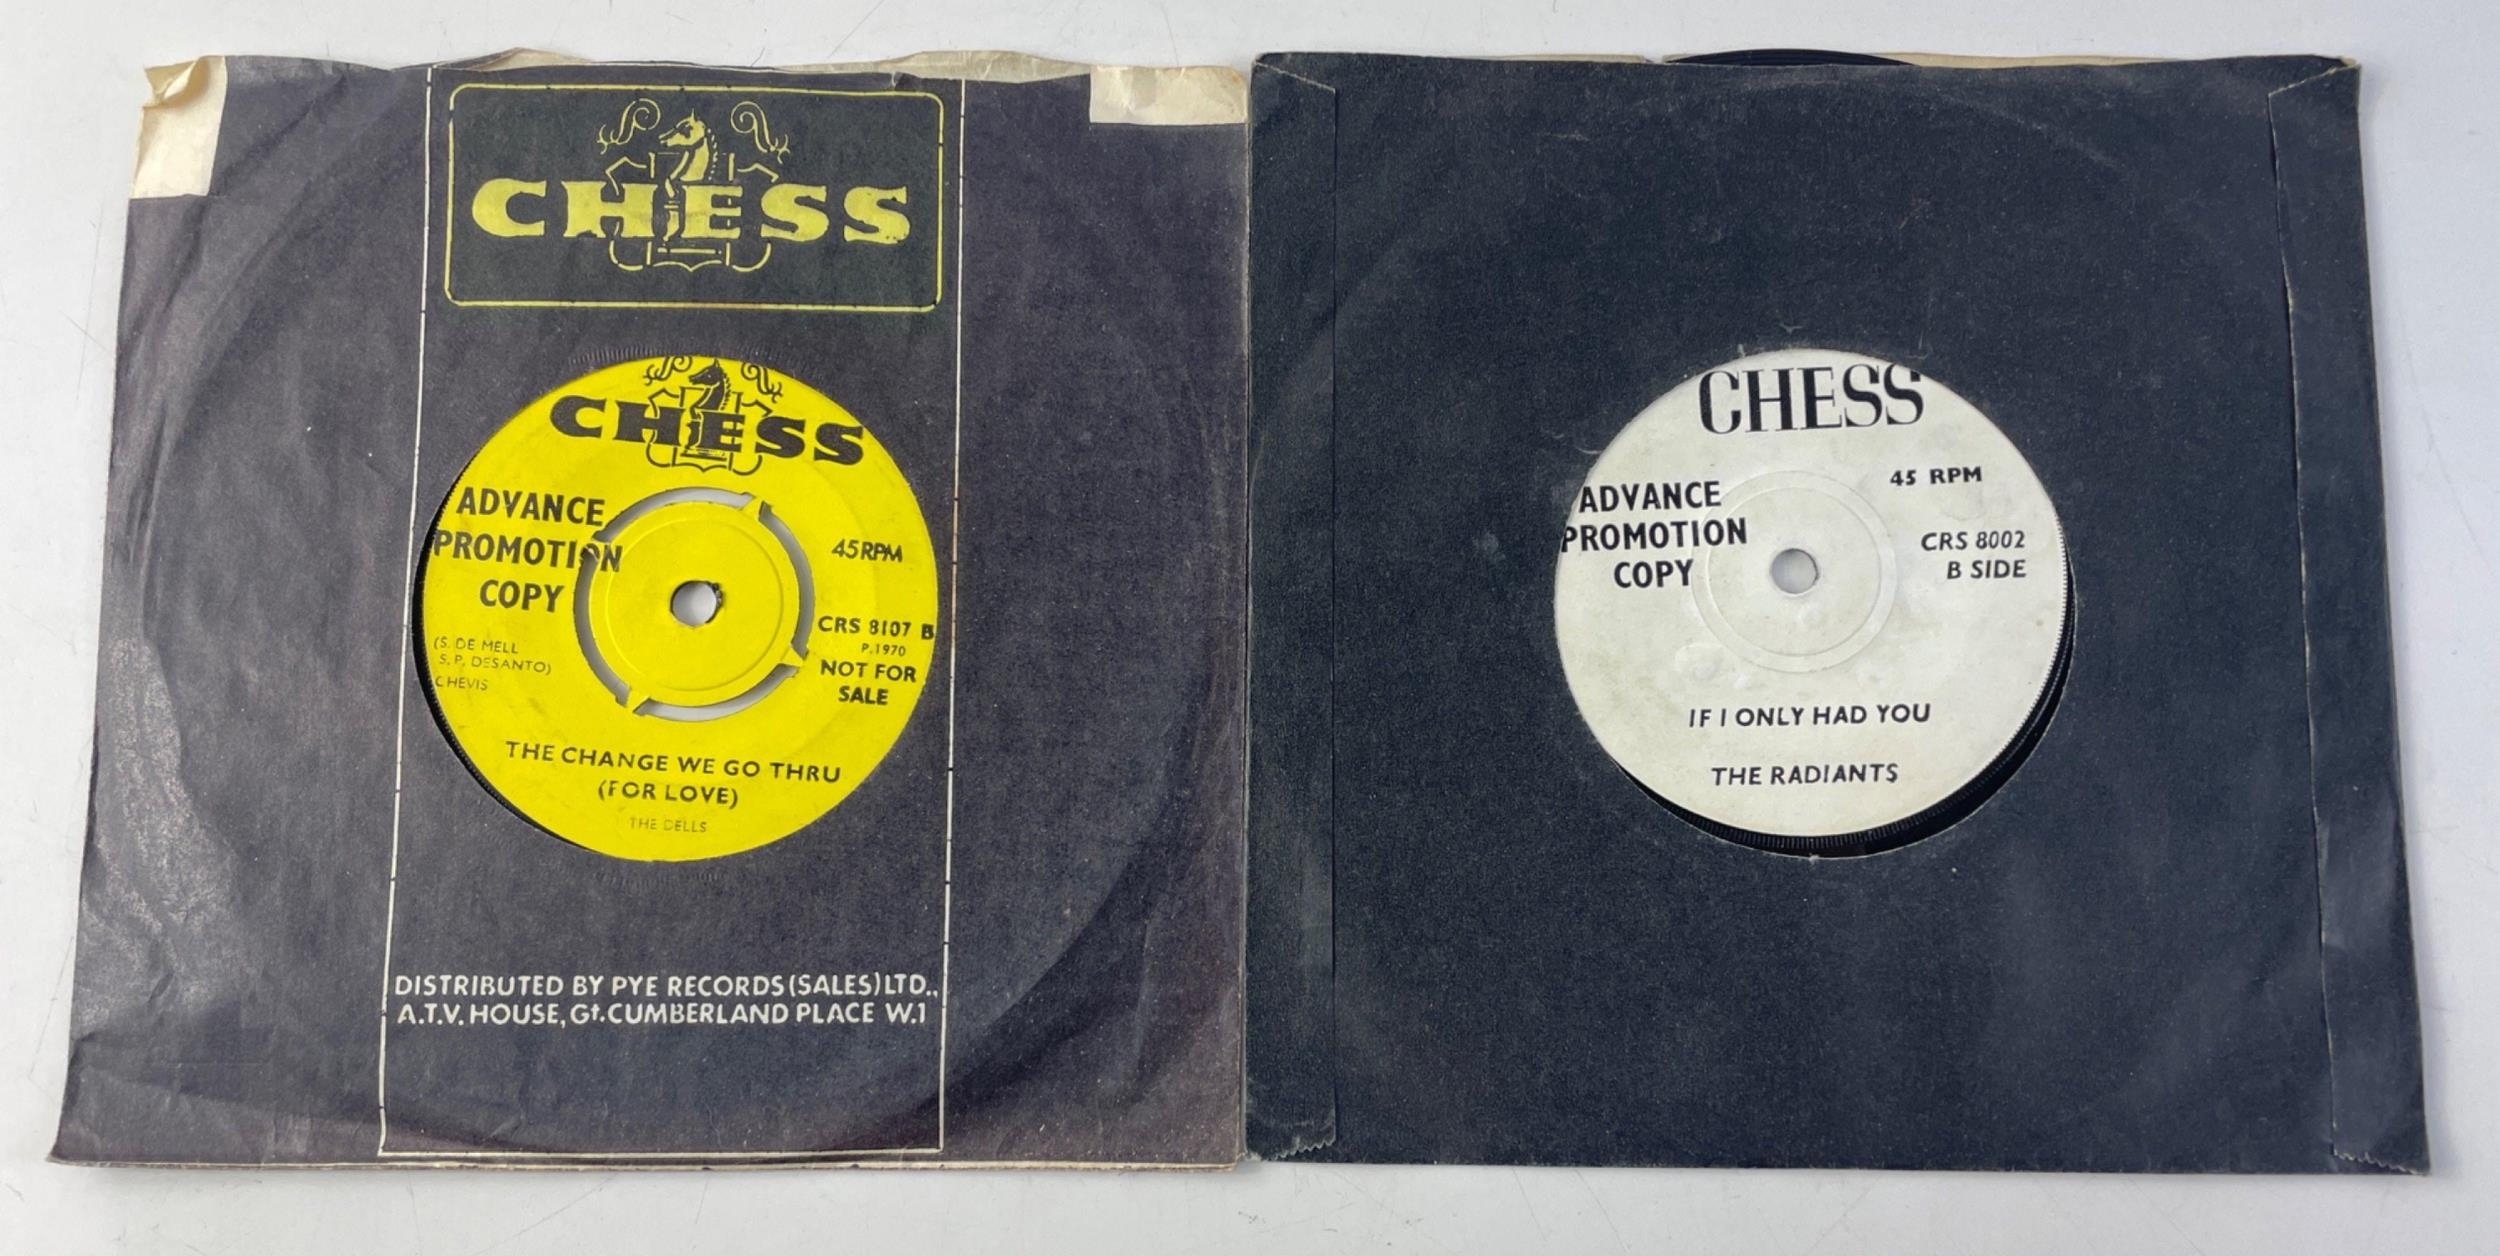 CHESS
CHESS
ADVANCE
PROMOTION
COPY
45 RPM
CRS 8107 B
P.1970
NOT FOR
SALE
(S. DE MELL
S. P. DESANTO)
CHEVIS
THE CHANGE WE GO THRU
(FOR LOVE)
THE DELLS
DISTRIBUTED BY PYE RECORDS (SALES) LTD.,
A.T.V. HOUSE, Gt. CUMBERLAND PLACE W.1
CHESS
ADVANCE
PROMOTION
COPY
45 RPM
CRS 8002
B SIDE
IF I ONLY HAD YOU
THE RADIANTS